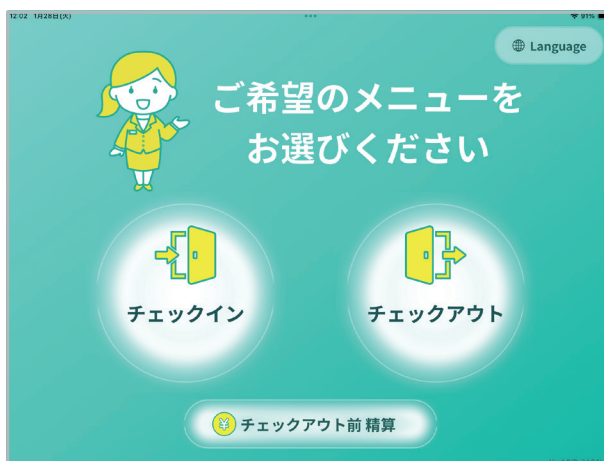 12:02 1月28日(火)
91%
Language
ご希望のメニューを
お選びください
チェックイン
チェックアウト
¥ チェックアウト前 精算